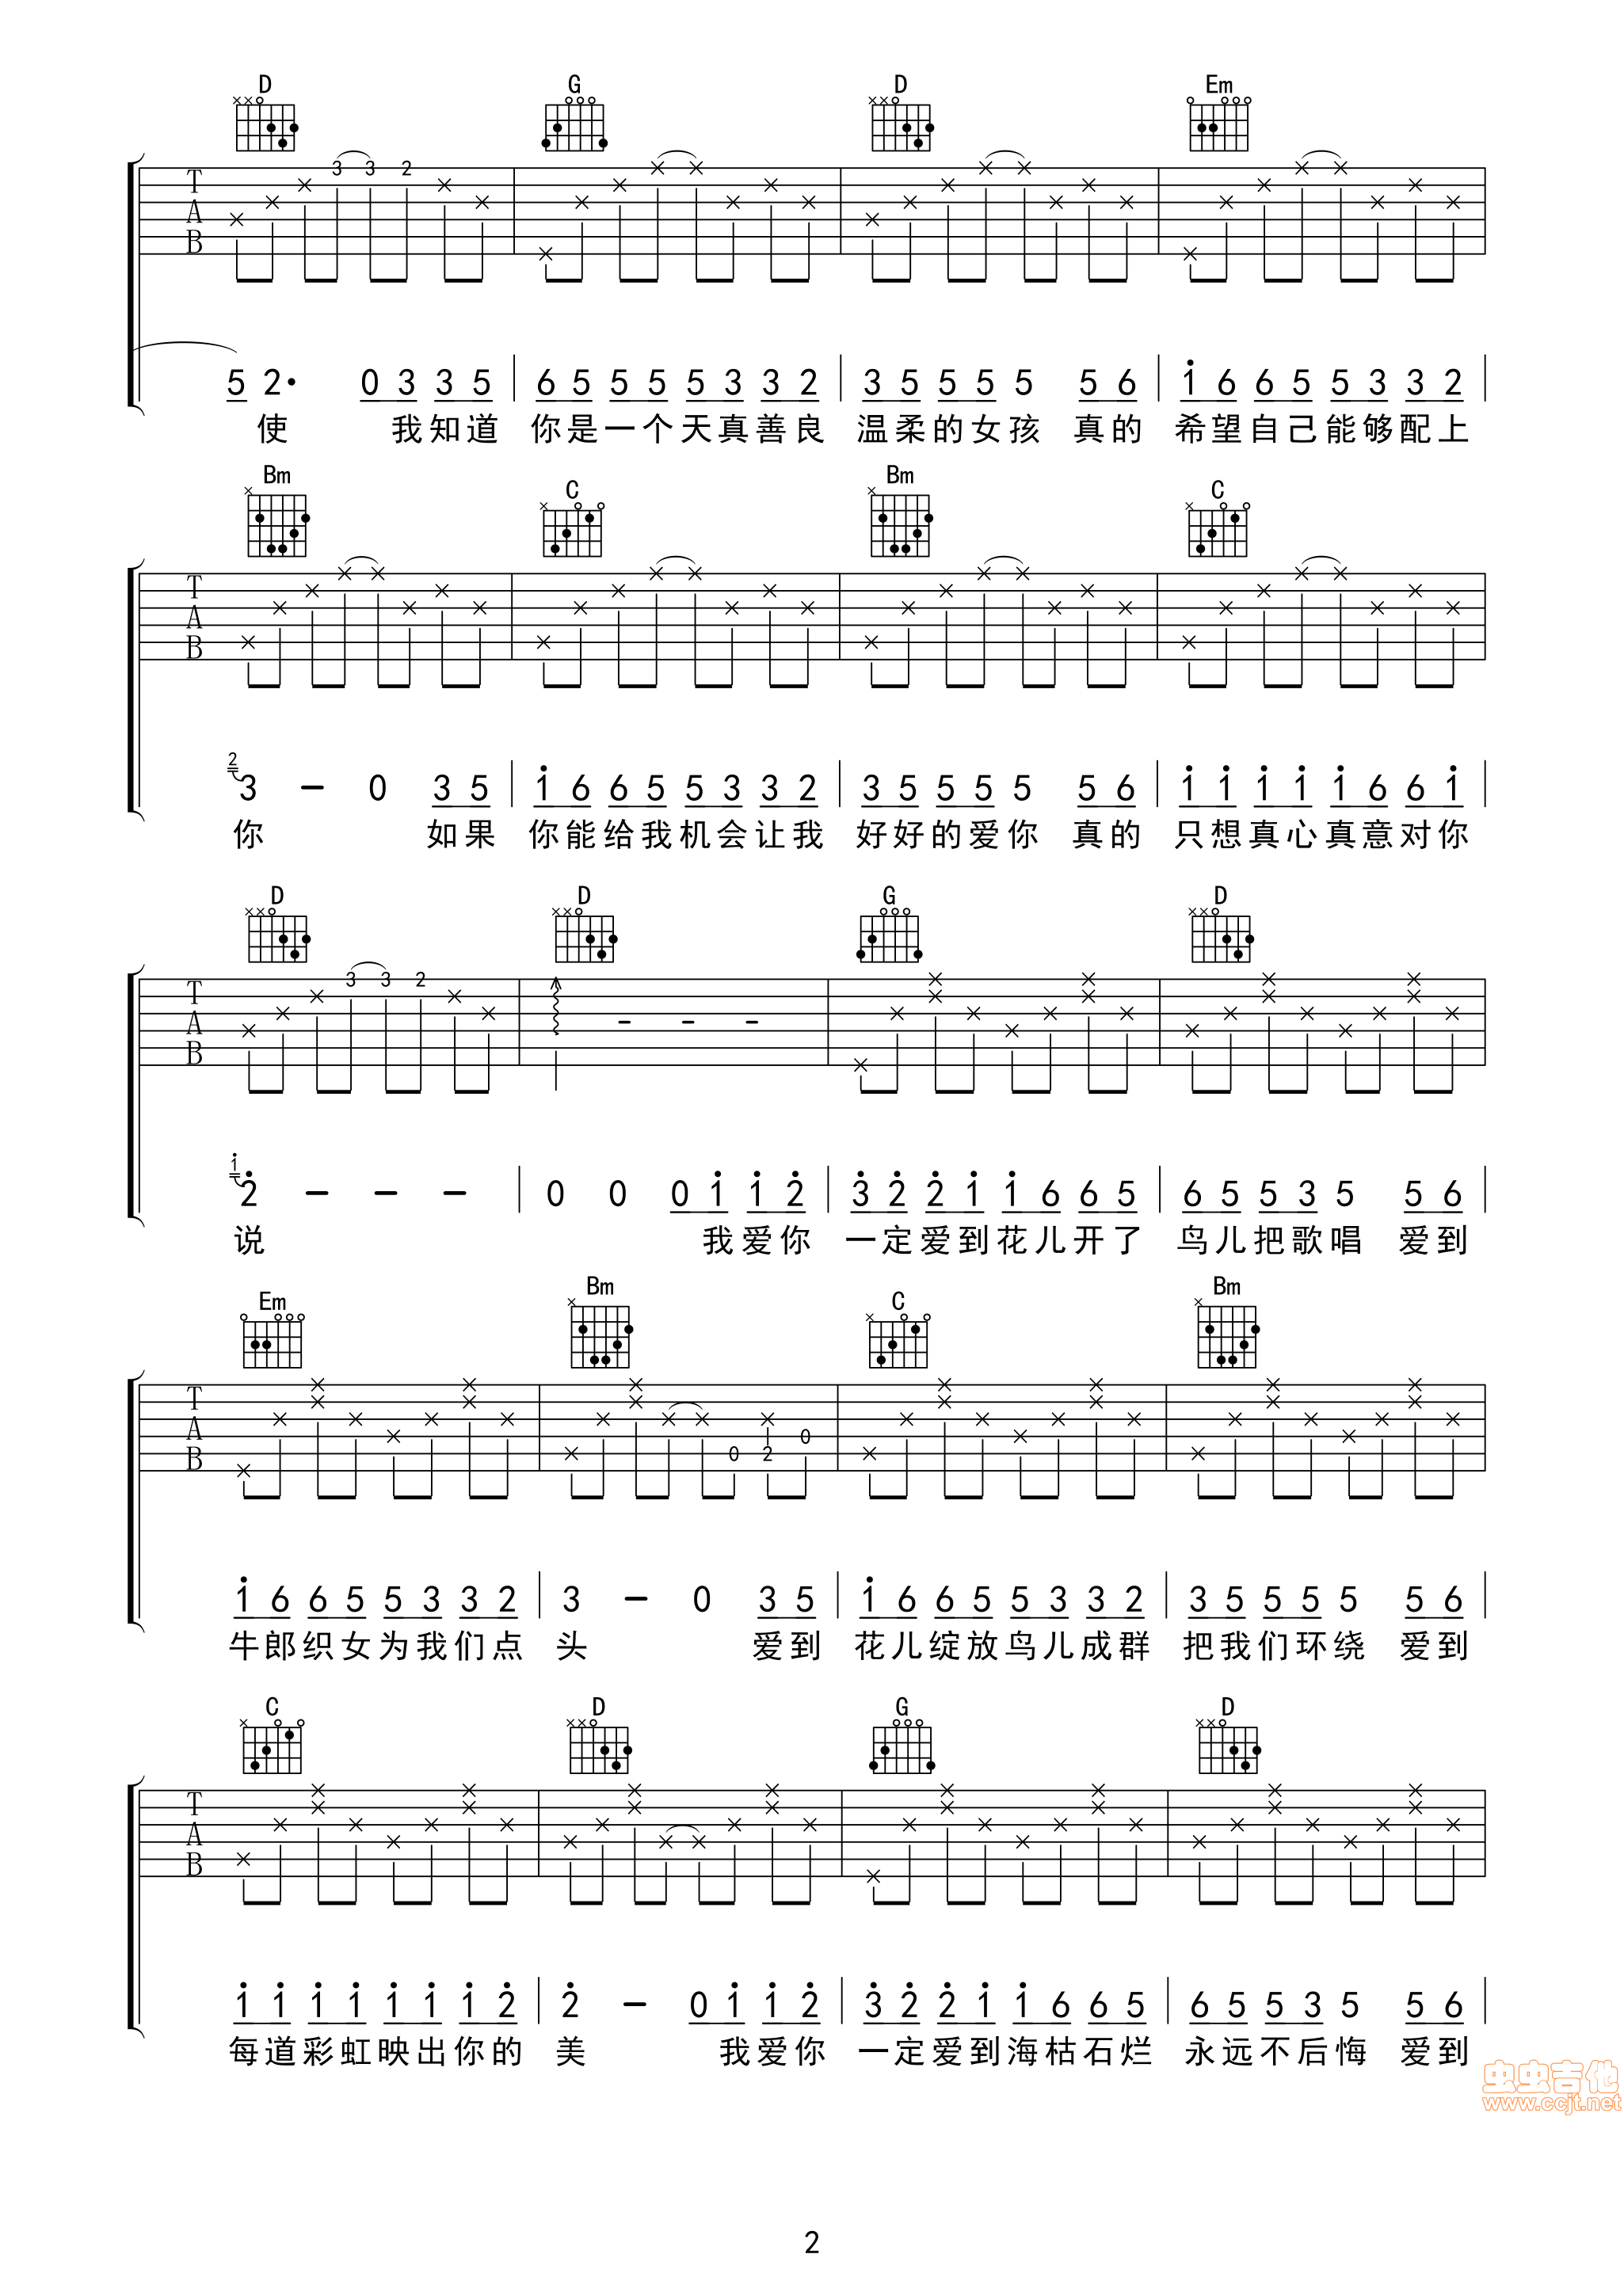 D G D Em
T 3 3 2
A
B
5 2· 0 3 3 5 6 5 5 5 5 3 3 2 3 5 5 5 5 5 6 1 6 6 5 5 3 3 2
使 我知道 你是一个天真善良 温柔的女孩 真的 希望自己能够配上
Bm C Bm C
T
A
B
2
3 – 0 3 5 1 6 6 5 5 3 3 2 3 5 5 5 5 5 6 1 1 1 1 1 6 6 1
你 如果 你能给我机会让我 好好的爱你 真的 只想真心真意对你
D D G D
T 3 3 2
A – – –
B
1
2 – – – 0 0 0 1 1 2 3 2 2 1 1 6 6 5 6 5 5 3 5 5 6
说 我爱你 一定爱到花儿开了 鸟儿把歌唱 爱到
Em Bm C Bm
T
A 0
B 0 2
1 6 6 5 5 3 3 2 3 – 0 3 5 1 6 6 5 5 3 3 2 3 5 5 5 5 5 6
牛郎织女为我们点 头 爱到 花儿绽放鸟儿成群 把我们环绕 爱到
C D G D
T
A
B
1 1 1 1 1 1 1 2 2 – 0 1 1 2 3 2 2 1 1 6 6 5 6 5 5 3 5 5 6
每道彩虹映出你的 美 我爱你 一定爱到海枯石烂 永远不后悔 爱到
虫虫吉他
www.ccjt.net
2